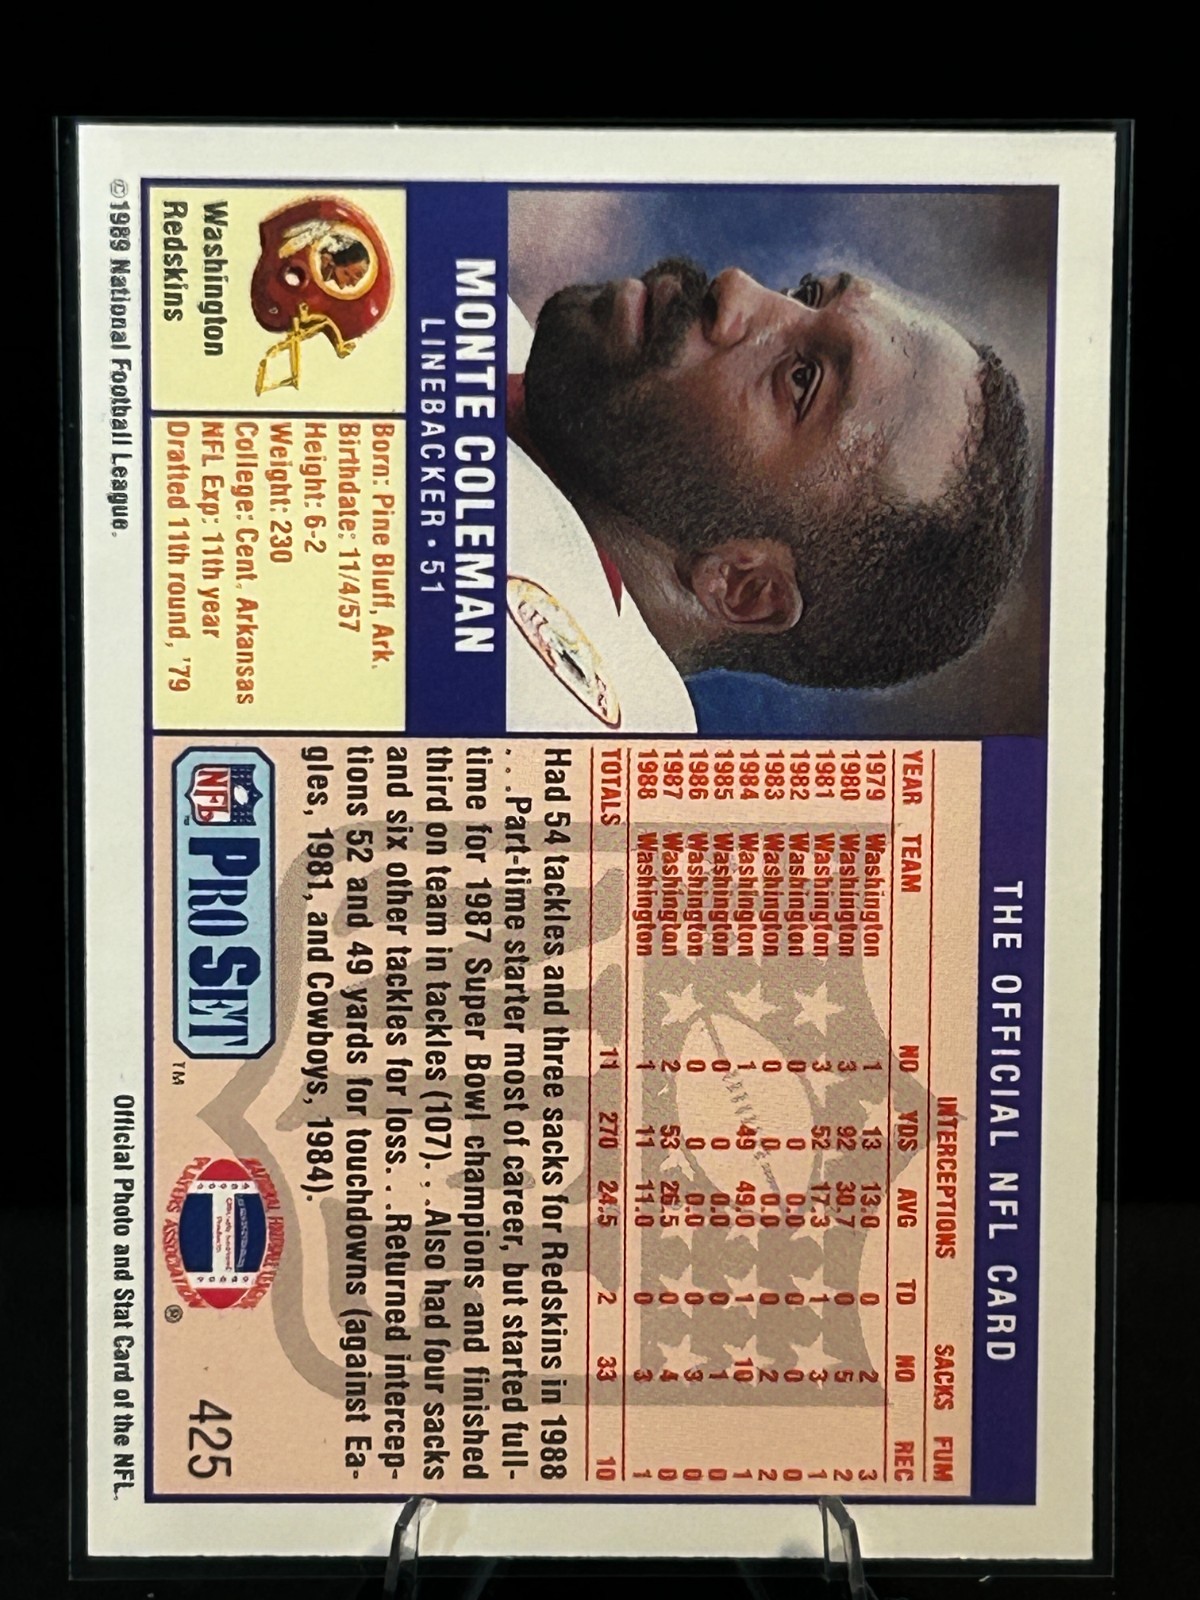 THE OFFICIAL NFL CARD
MONTE COLEMAN
LINEBACKER • 51
Washington
Redskins
Born: Pine Bluff, Ark.
Birthdate: 11/4/57
Height: 6-2
Weight: 230
College: Cent. Arkansas
NFL Exp: 11th year
Drafted 11th round, '79
INTERCEPTIONS SACKS FUM
YEAR TEAM NO YDS AVG TD NO REC
1979 Washington 1 13 13.0 0 2 3
1980 Washington 3 92 30.7 0 5 2
1981 Washington 3 52 17.3 1 3 1
1982 Washington 0 0 0.0 0 0 0
1983 Washington 0 0 0.0 0 2 2
1984 Washington 1 49 49.0 1 10 1
1985 Washington 0 0 0.0 0 1 0
1986 Washington 0 0 0.0 0 3 0
1987 Washington 2 53 26.5 0 4 0
1988 Washington 1 11 11.0 0 3 1
TOTALS 11 270 24.5 2 33 10
Had 54 tackles and three sacks for Redskins in 1988
. . .Part-time starter most of career, but started full-
time for 1987 Super Bowl champions and finished
third on team in tackles (107). . .Also had four sacks
and six other tackles for loss. . .Returned intercep-
tions 52 and 49 yards for touchdowns (against Ea-
gles, 1981, and Cowboys, 1984).
NFL PRO SET TM
NATIONAL FOOTBALL LEAGUE
PLAYERS ASSOCIATION
®
425
© 1989 National Football League.
Official Photo and Stat Card of the NFL.